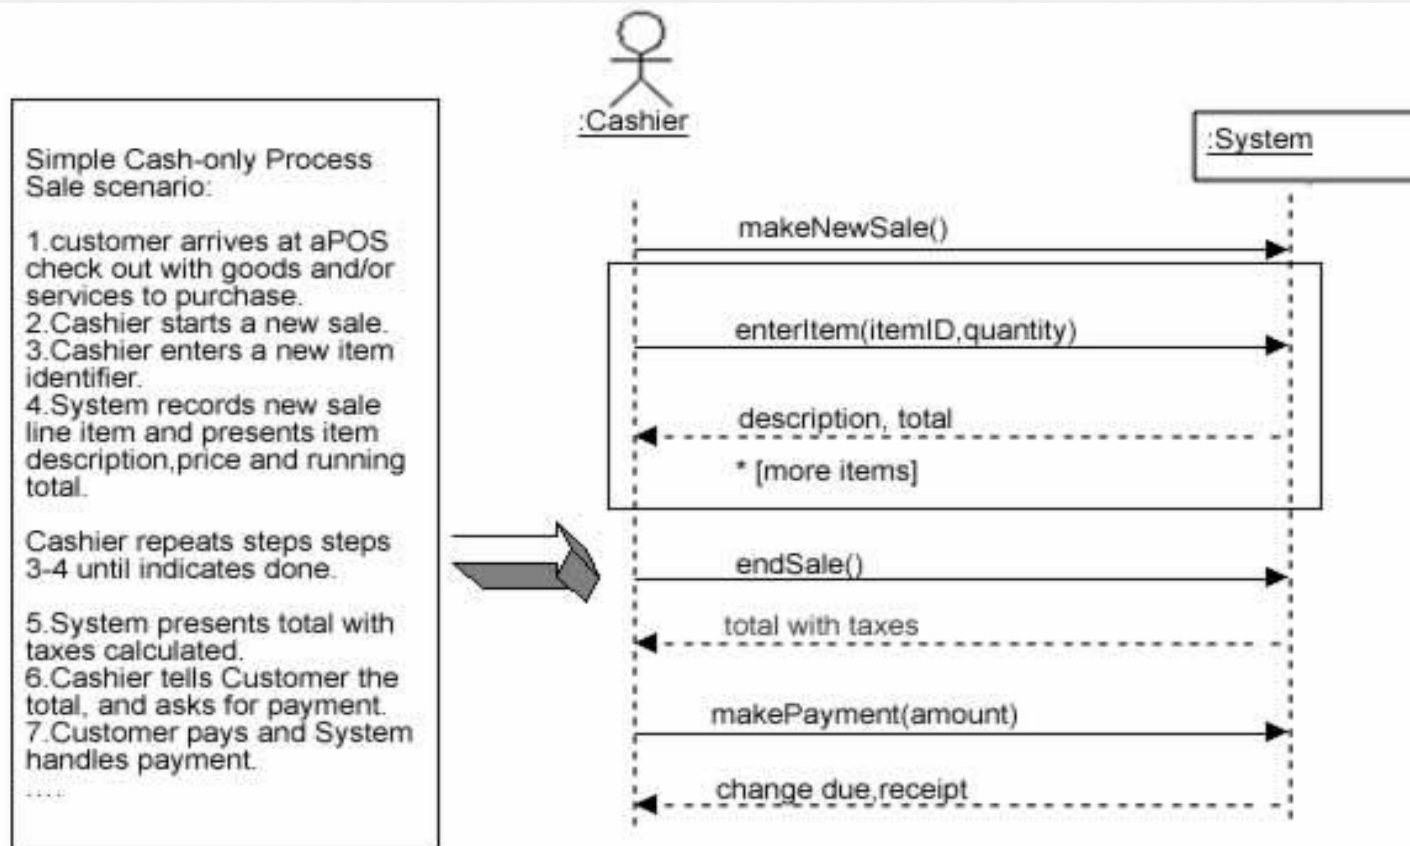 Simple Cash-only Process
Sale scenario:
1.customer arrives at aPOS
check out with goods and/or
services to purchase.
2.Cashier starts a new sale.
3.Cashier enters a new item
identifier.
4.System records new sale
line item and presents item
description,price and running
total.
Cashier repeats steps steps
3-4 until indicates done.
5.System presents total with
taxes calculated.
6.Cashier tells Customer the
total, and asks for payment.
7.Customer pays and System
handles payment.
....
:Cashier
:System
makeNewSale()
enterItem(itemID,quantity)
description, total
* [more items]
endSale()
total with taxes
makePayment(amount)
change due,receipt